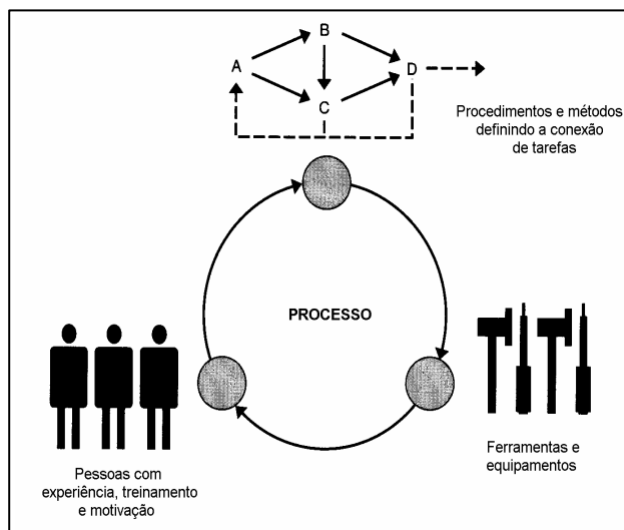 B
A
D
C
Procedimentos e métodos
definindo a conexão
de tarefas
PROCESSO
Ferramentas e
equipamentos
Pessoas com
experiência, treinamento
e motivação